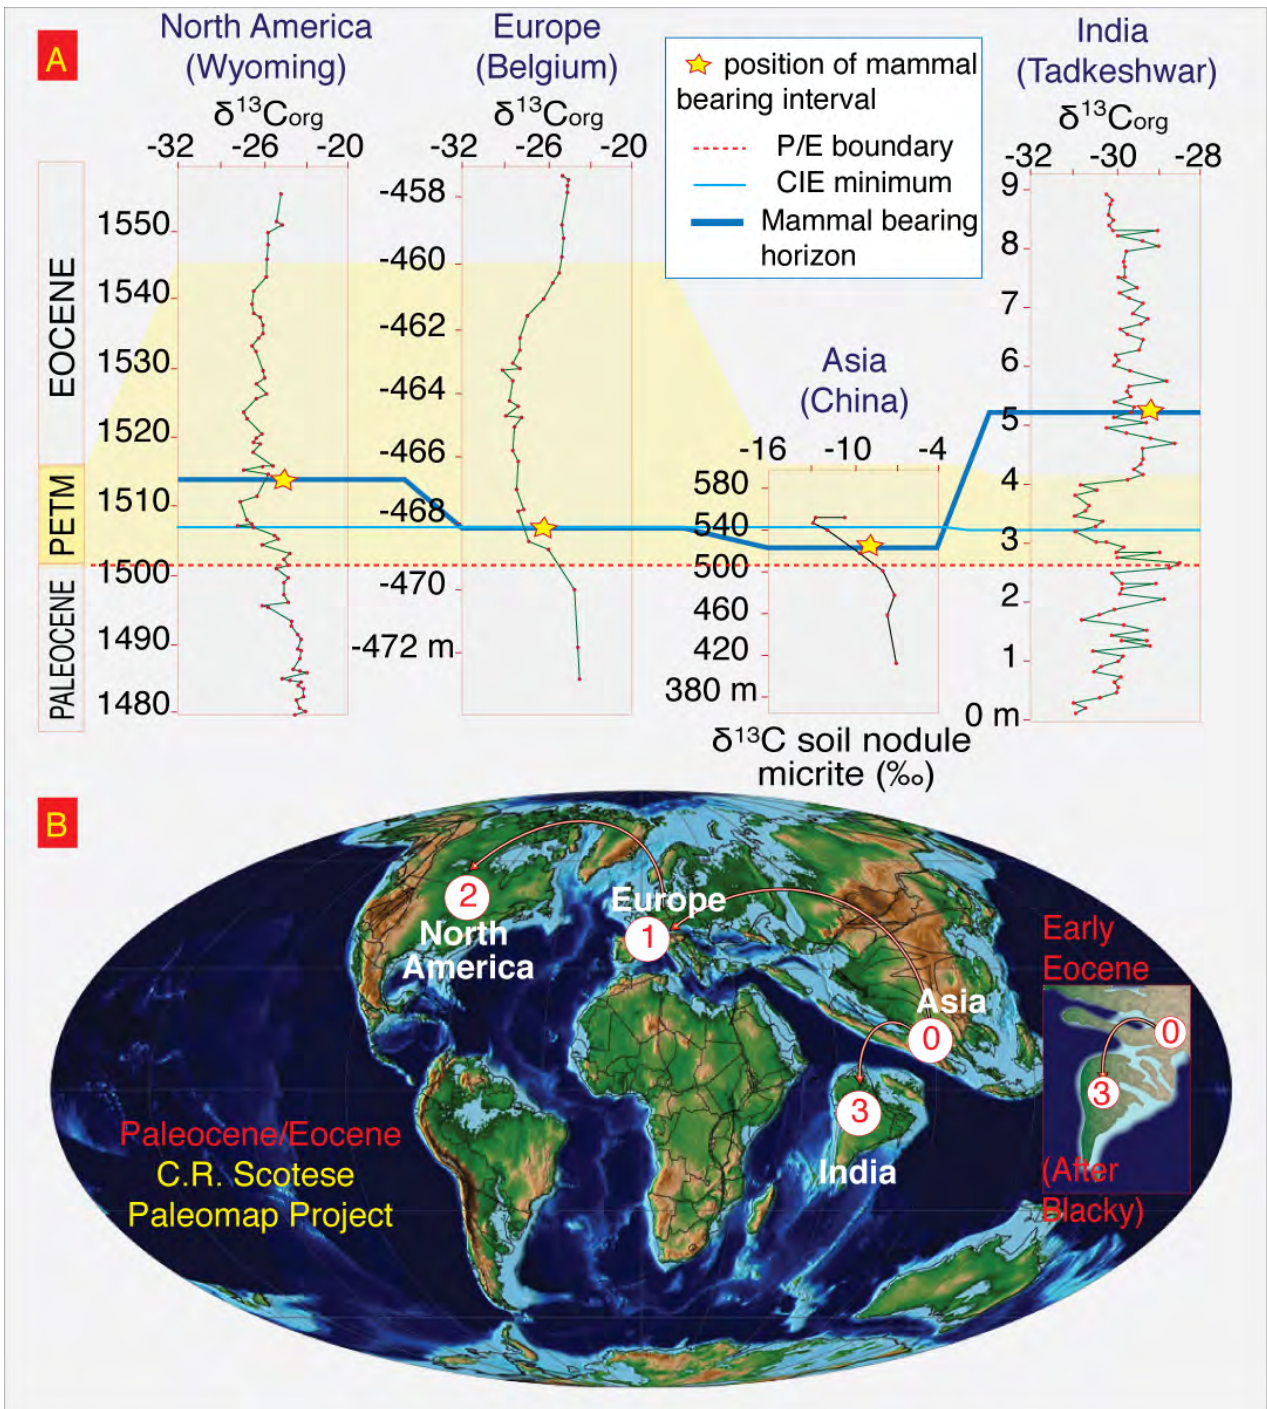 A
North America
(Wyoming)
δ¹³Corg
-32 -26 -20
Europe
(Belgium)
δ¹³Corg
-32 -26 -20
position of mammal
bearing interval
P/E boundary
CIE minimum
Mammal bearing
horizon
India
(Tadkeshwar)
δ¹³Corg
-32 -30 -28
EOCENE
PETM
PALEOCENE
1550
1540
1530
1520
1510
1500
1490
1480
-458
-460
-462
-464
-466
-468
-470
-472 m
Asia
(China)
-16 -10 -4
580
540
500
460
420
380 m
δ¹³C soil nodule
micrite (‰)
9
8
7
6
5
4
3
2
1
0 m
B
2
North
America
Europe
1
Asia
0
3
India
Early
Eocene
0
3
(After
Blacky)
Paleocene/Eocene
C.R. Scotese
Paleomap Project